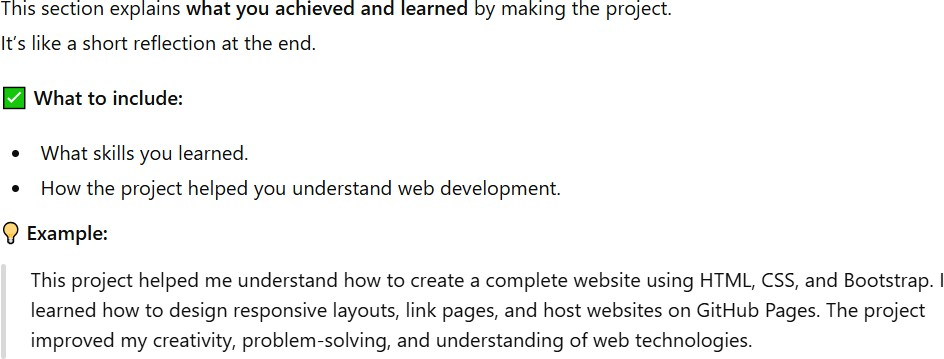 This section explains what you achieved and learned by making the project.
It's like a short reflection at the end.
✅ What to include:
• What skills you learned.
• How the project helped you understand web development.
💡 Example:
This project helped me understand how to create a complete website using HTML, CSS, and Bootstrap. I
learned how to design responsive layouts, link pages, and host websites on GitHub Pages. The project
improved my creativity, problem-solving, and understanding of web technologies.